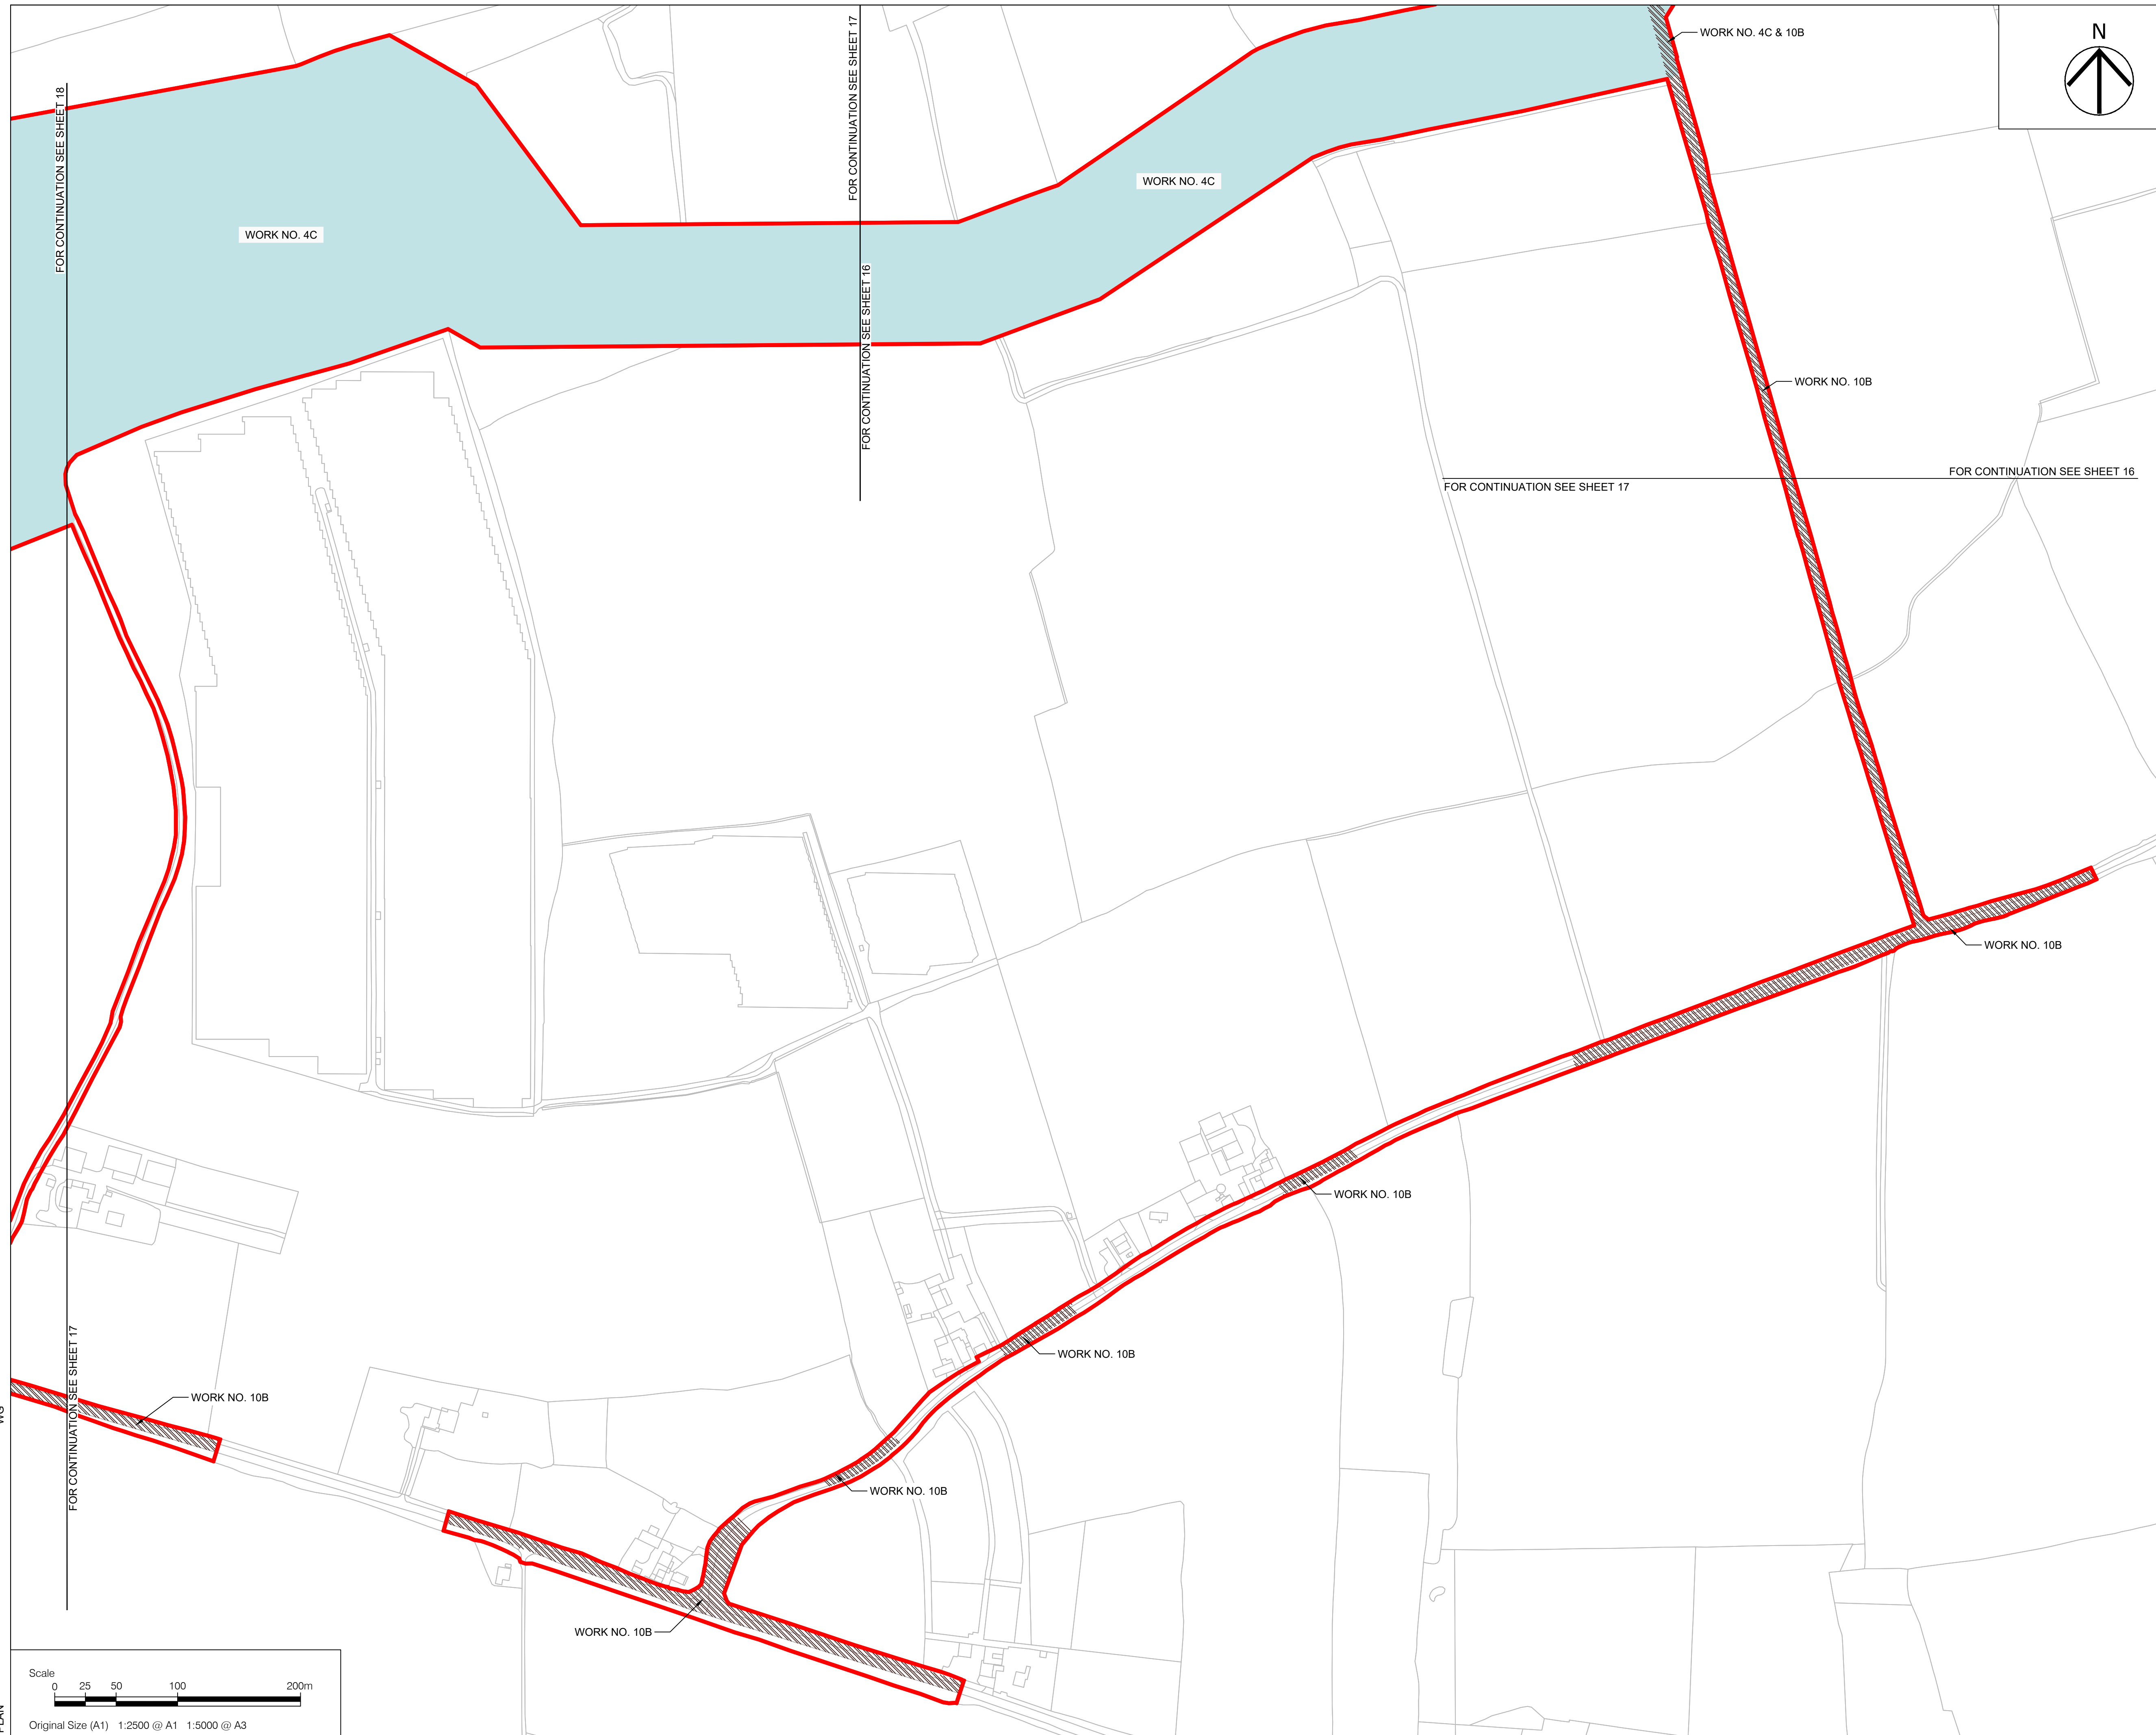 FOR CONTINUATION SEE SHEET 17
WORK NO. 4C & 10B
N
FOR CONTINUATION SEE SHEET 18
WORK NO. 4C
WORK NO. 4C
FOR CONTINUATION SEE SHEET 16
WORK NO. 10B
FOR CONTINUATION SEE SHEET 16
FOR CONTINUATION SEE SHEET 17
WORK NO. 10B
WORK NO. 10B
WORK NO. 10B
FOR CONTINUATION SEE SHEET 17
WORK NO. 10B
WG
WORK NO. 10B
WORK NO. 10B
PLAN
Scale
0 25 50 100 200m
Original Size (A1) 1:2500 @ A1 1:5000 @ A3